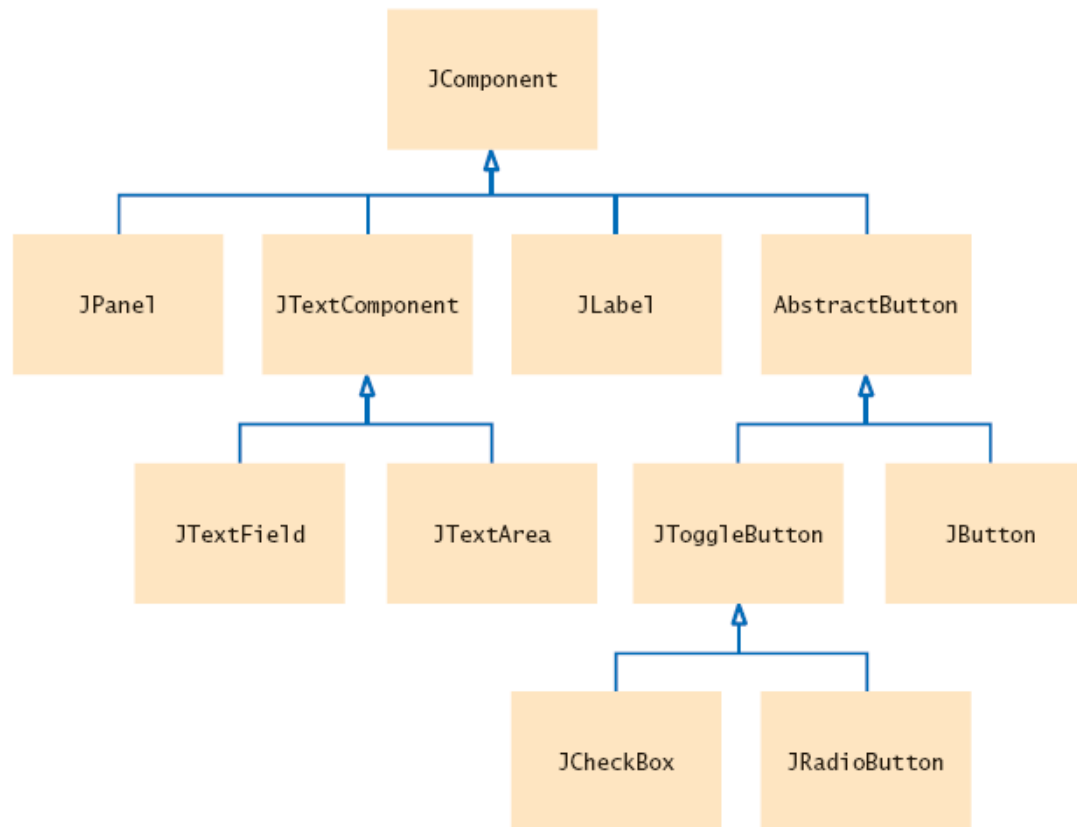 JComponent
JPanel
JTextComponent
JLabel
AbstractButton
JTextField
JTextArea
JToggleButton
JButton
JCheckBox
JRadioButton